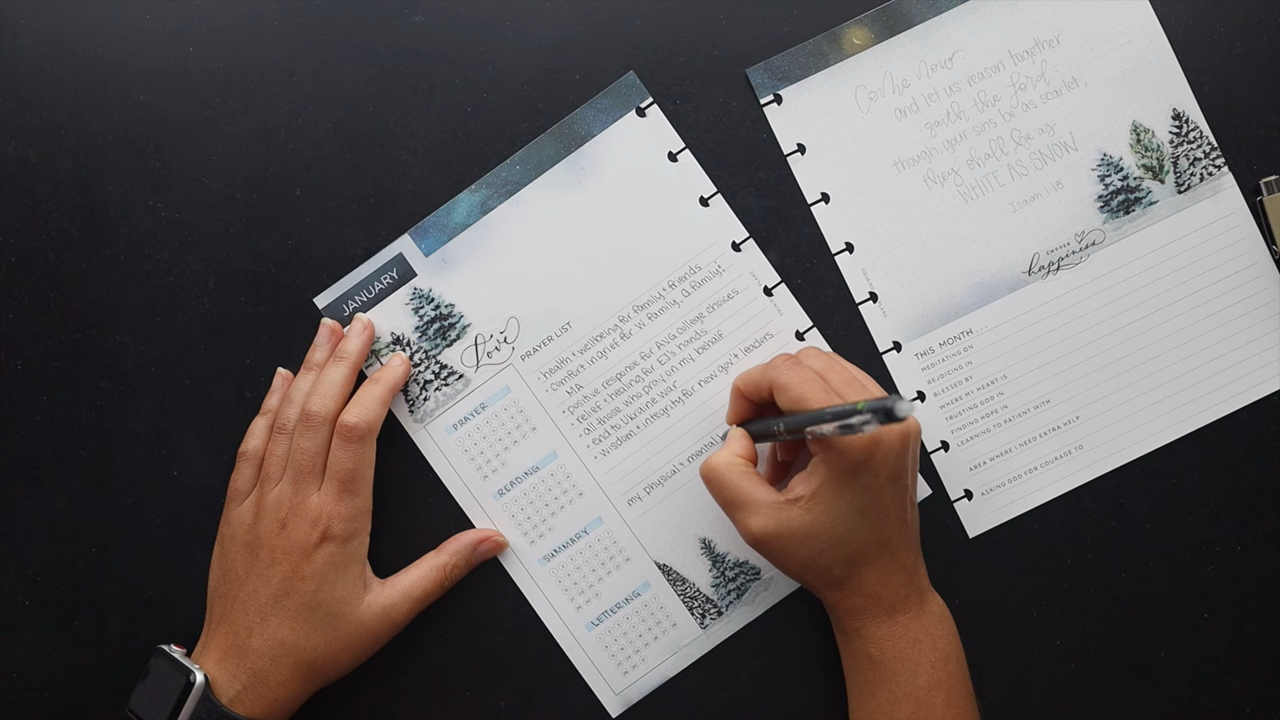 JANUARY
Love
PRAYER LIST
• health & wellbeing for family & friends
• Comfort in grief for W. Family, Q. Family,
MA
• positive response for AVG College choices
• relief & healing for EJ's hands
• all those who pray on my behalf
• end to Ukraine war
• Wisdom & integrity for new gov't leaders
my physical & mental
PRAYER
READING
SUMMARY
LETTERING
Come now,
and let us reason together
saith the Lord
though your sins be as scarlet,
they shall be as
WHITE AS SNOW
Isaiah 1:18
CHOOSE
happiness
THIS MONTH...
MEDITATING ON
REJOICING IN
BLESSED BY
WHERE MY HEART IS
TRUSTING GOD IN
FINDING HOPE IN
LEARNING TO PATIENT WITH
AREA WHERE I NEED EXTRA HELP
ASKING GOD FOR COURAGE TO